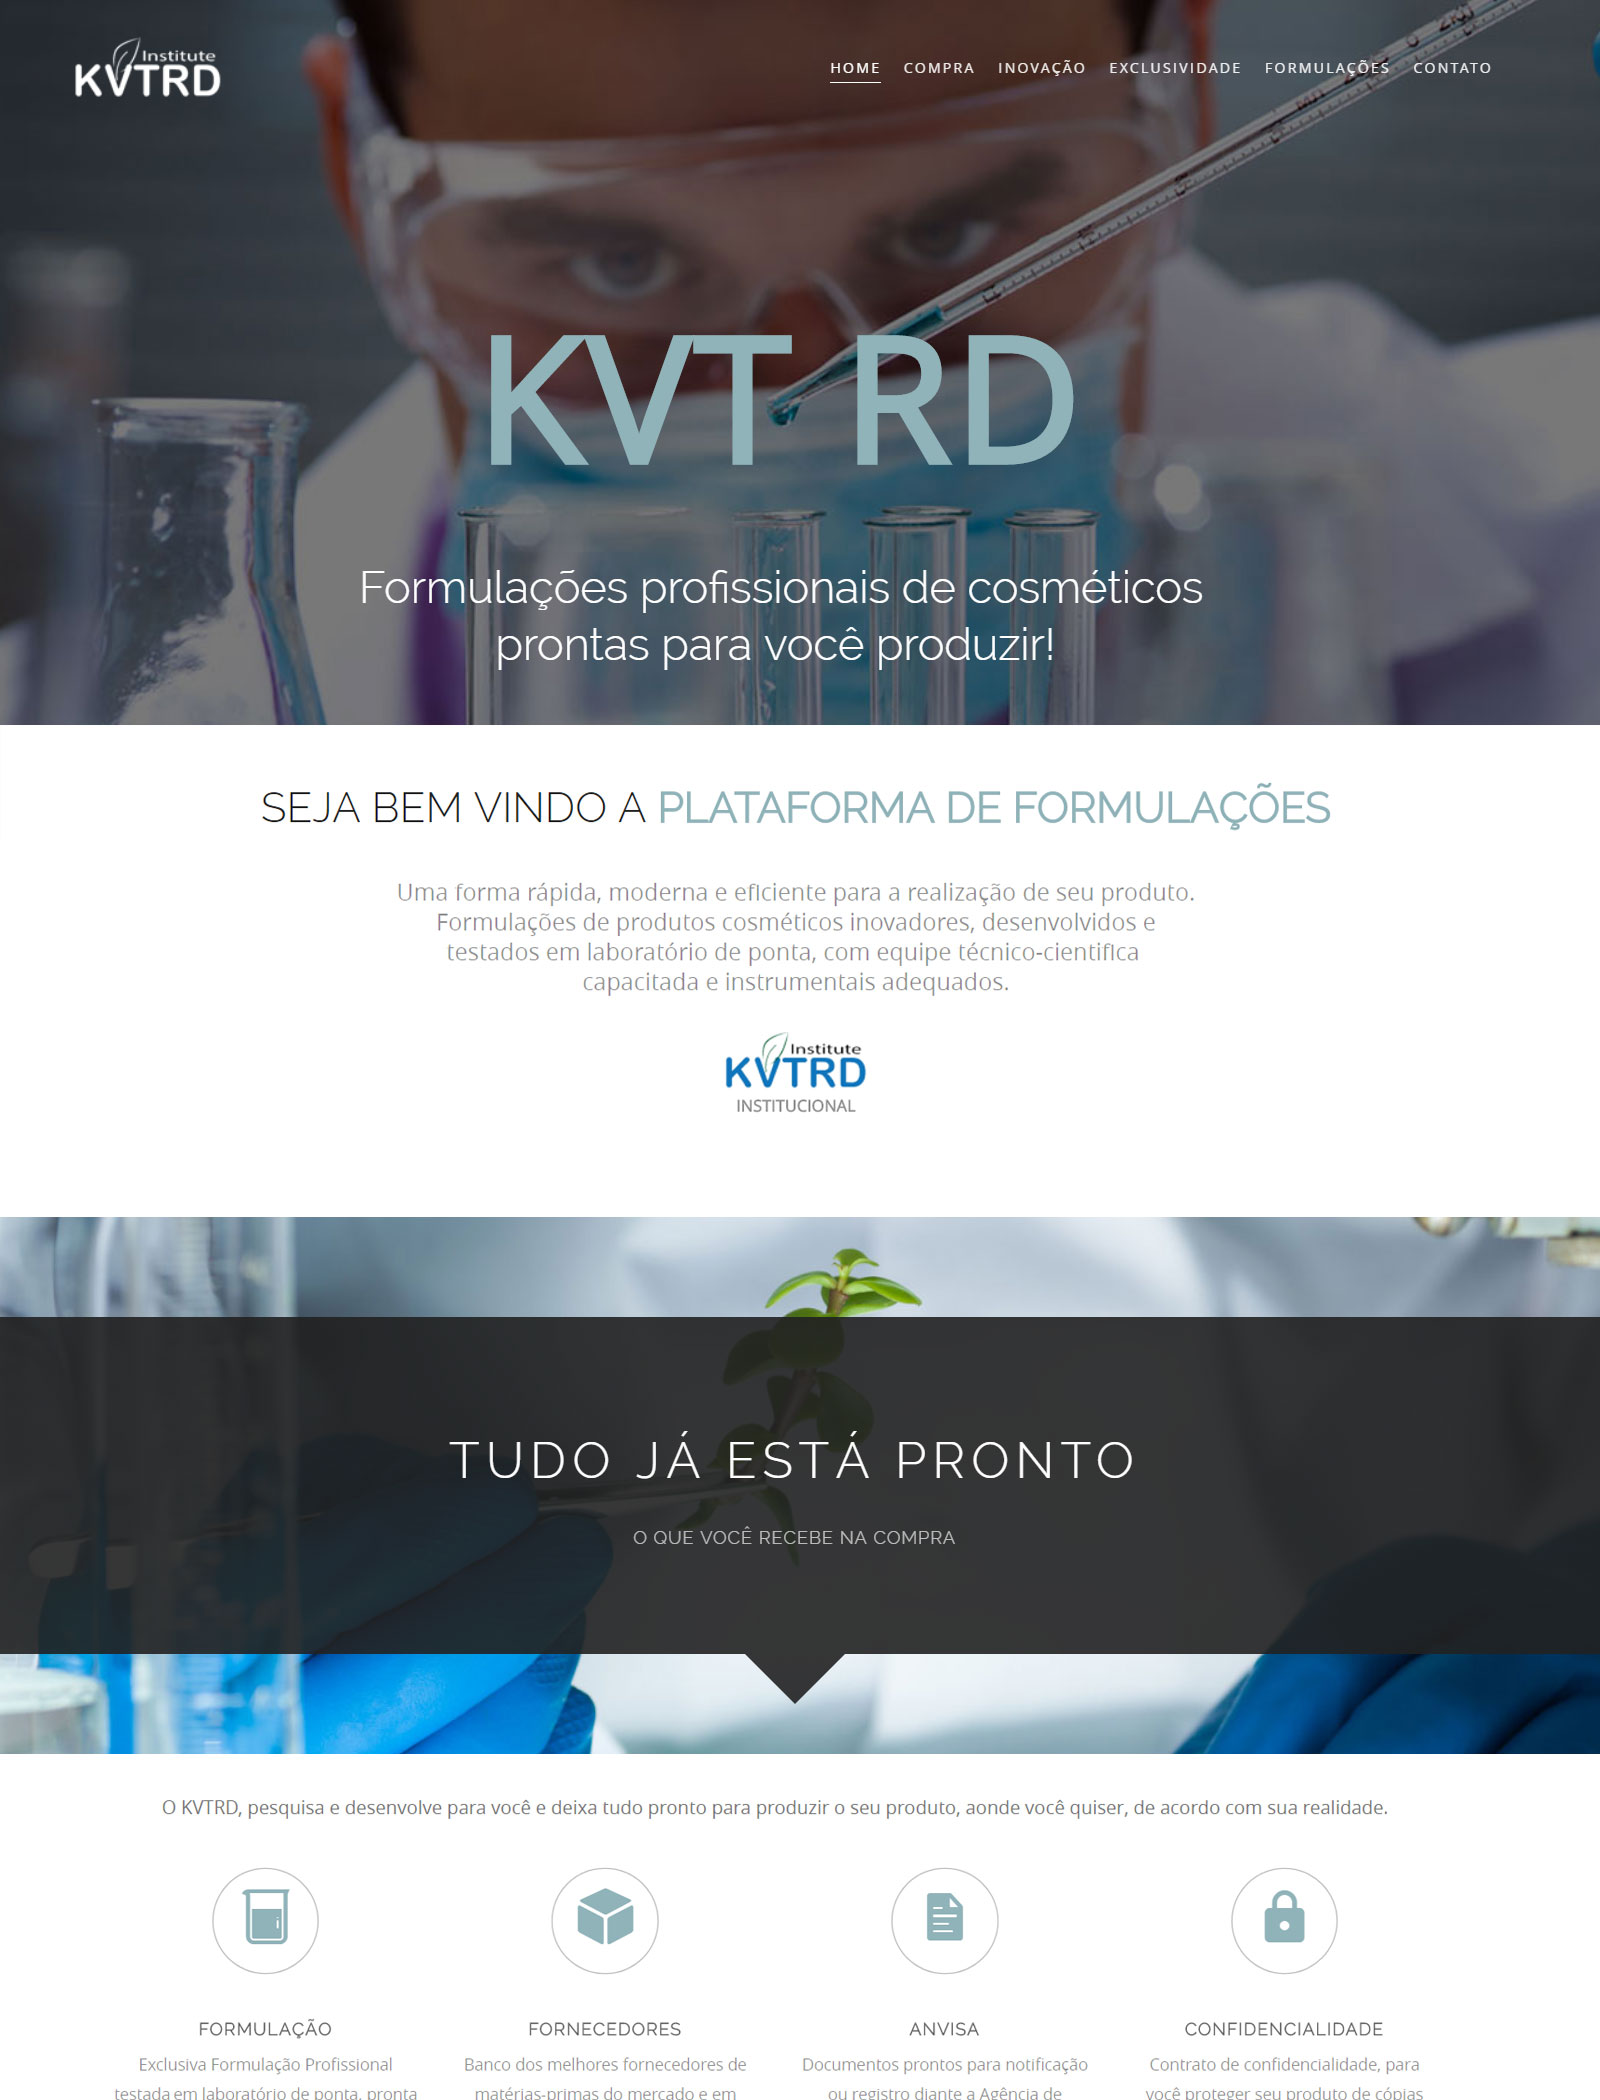 Institute
KVTRD
HOME COMPRA INOVAÇÃO EXCLUSIVIDADE FORMULAÇÕES CONTATO
KVT RD
Formulações profissionais de cosméticos
prontas para você produzir!
SEJA BEM VINDO A PLATAFORMA DE FORMULAÇÕES
Uma forma rápida, moderna e eficiente para a realização de seu produto.
Formulações de produtos cosméticos inovadores, desenvolvidos e
testados em laboratório de ponta, com equipe técnico-cientifica
capacitada e instrumentais adequados.
Institute
KVTRD
INSTITUCIONAL
TUDO JÁ ESTÁ PRONTO
O QUE VOCÊ RECEBE NA COMPRA
O KVTRD, pesquisa e desenvolve para você e deixa tudo pronto para produzir o seu produto, aonde você quiser, de acordo com sua realidade.
FORMULAÇÃO
Exclusiva Formulação Profissional
testada em laboratório de ponta, pronta
FORNECEDORES
Banco dos melhores fornecedores de
matérias-primas do mercado e em
ANVISA
Documentos prontos para notificação
ou registro diante a Agência de
CONFIDENCIALIDADE
Contrato de confidencialidade, para
você proteger seu produto de cópias